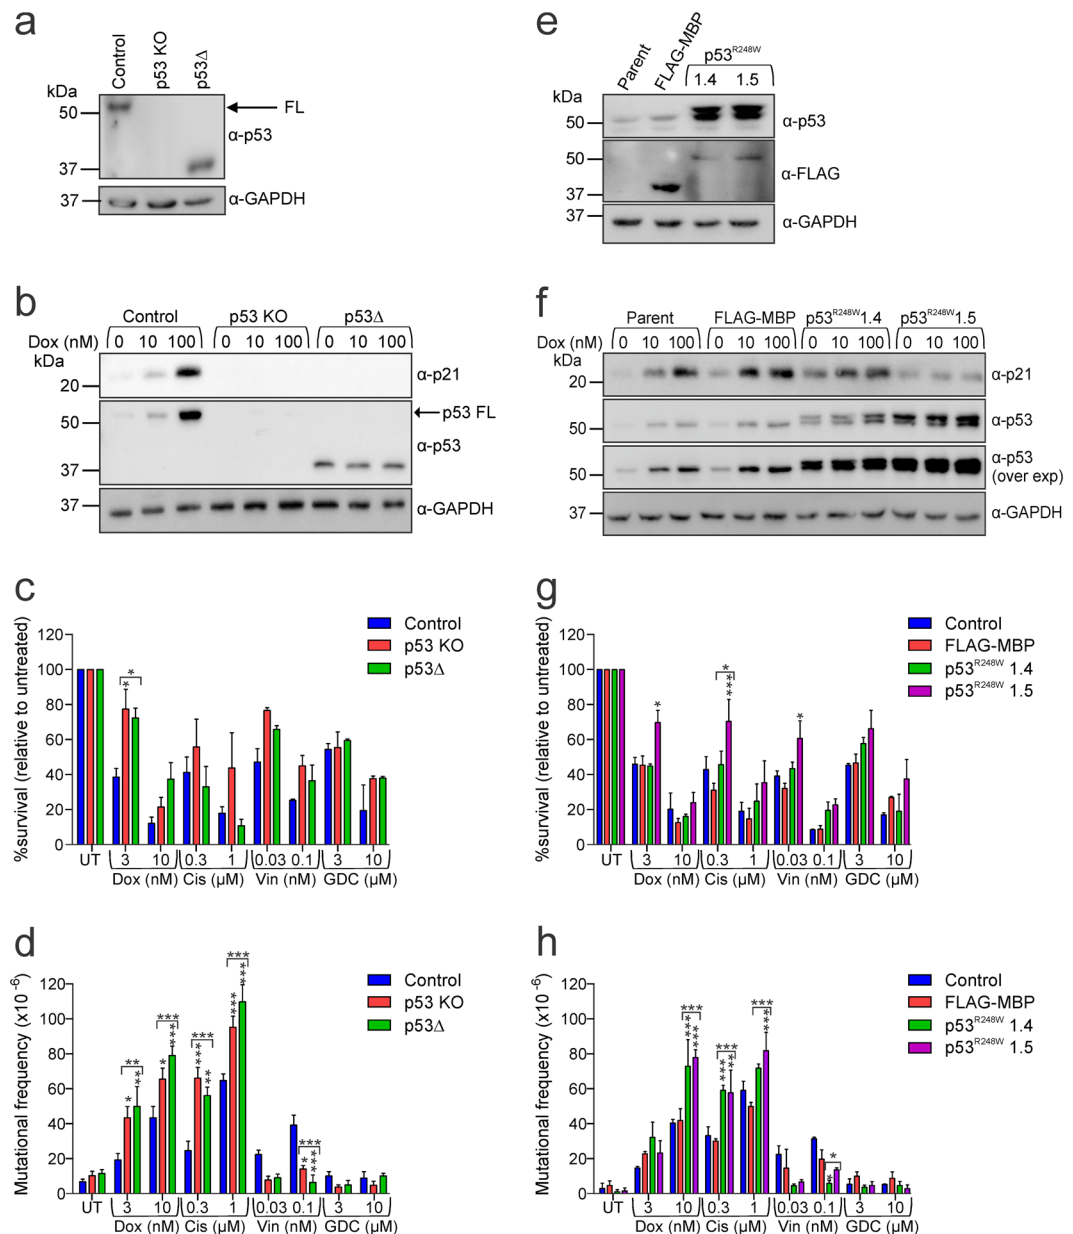 a
Control
p53 KO
p53Δ
kDa
50
FL
α-p53
37
37
α-GAPDH
b
Control p53 KO p53Δ
Dox (nM) 0 10 100 0 10 100 0 10 100
kDa
20
α-p21
50
p53 FL
α-p53
37
37
α-GAPDH
c
%survival (relative to untreated)
120
100
80
60
40
20
0
Control
p53 KO
p53Δ
*
*
UT 3 10 0.3 1 0.03 0.1 3 10
Dox (nM) Cis (µM) Vin (nM) GDC (µM)
d
Mutational frequency (x10 -6)
120
100
80
60
40
20
0
Control
p53 KO
p53Δ
** *** *** *** ***
* ** * *** *** ** *** *** * ***
UT 3 10 0.3 1 0.03 0.1 3 10
Dox (nM) Cis (µM) Vin (nM) GDC (µM)
e
Parent
FLAG-MBP
p53R248W
1.4 1.5
kDa
50
α-p53
50
α-FLAG
37
37
α-GAPDH
f
Parent FLAG-MBP p53R248W1.4 p53R248W1.5
Dox (nM) 0 10 100 0 10 100 0 10 100 0 10 100
kDa
20
α-p21
50
α-p53
50
α-p53
(over exp)
37
α-GAPDH
g
%survival (relative to untreated)
120
100
80
60
40
20
0
Control
FLAG-MBP
p53R248W 1.4
p53R248W 1.5
*
* *** *
UT 3 10 0.3 1 0.03 0.1 3 10
Dox (nM) Cis (µM) Vin (nM) GDC (µM)
h
Mutational frequency (x10 -6)
120
100
80
60
40
20
0
Control
FLAG-MBP
p53R248W 1.4
p53R248W 1.5
*** *** *** *
*** *** *** ** *** *
UT 3 10 0.3 1 0.03 0.1 3 10
Dox (nM) Cis (µM) Vin (nM) GDC (µM)